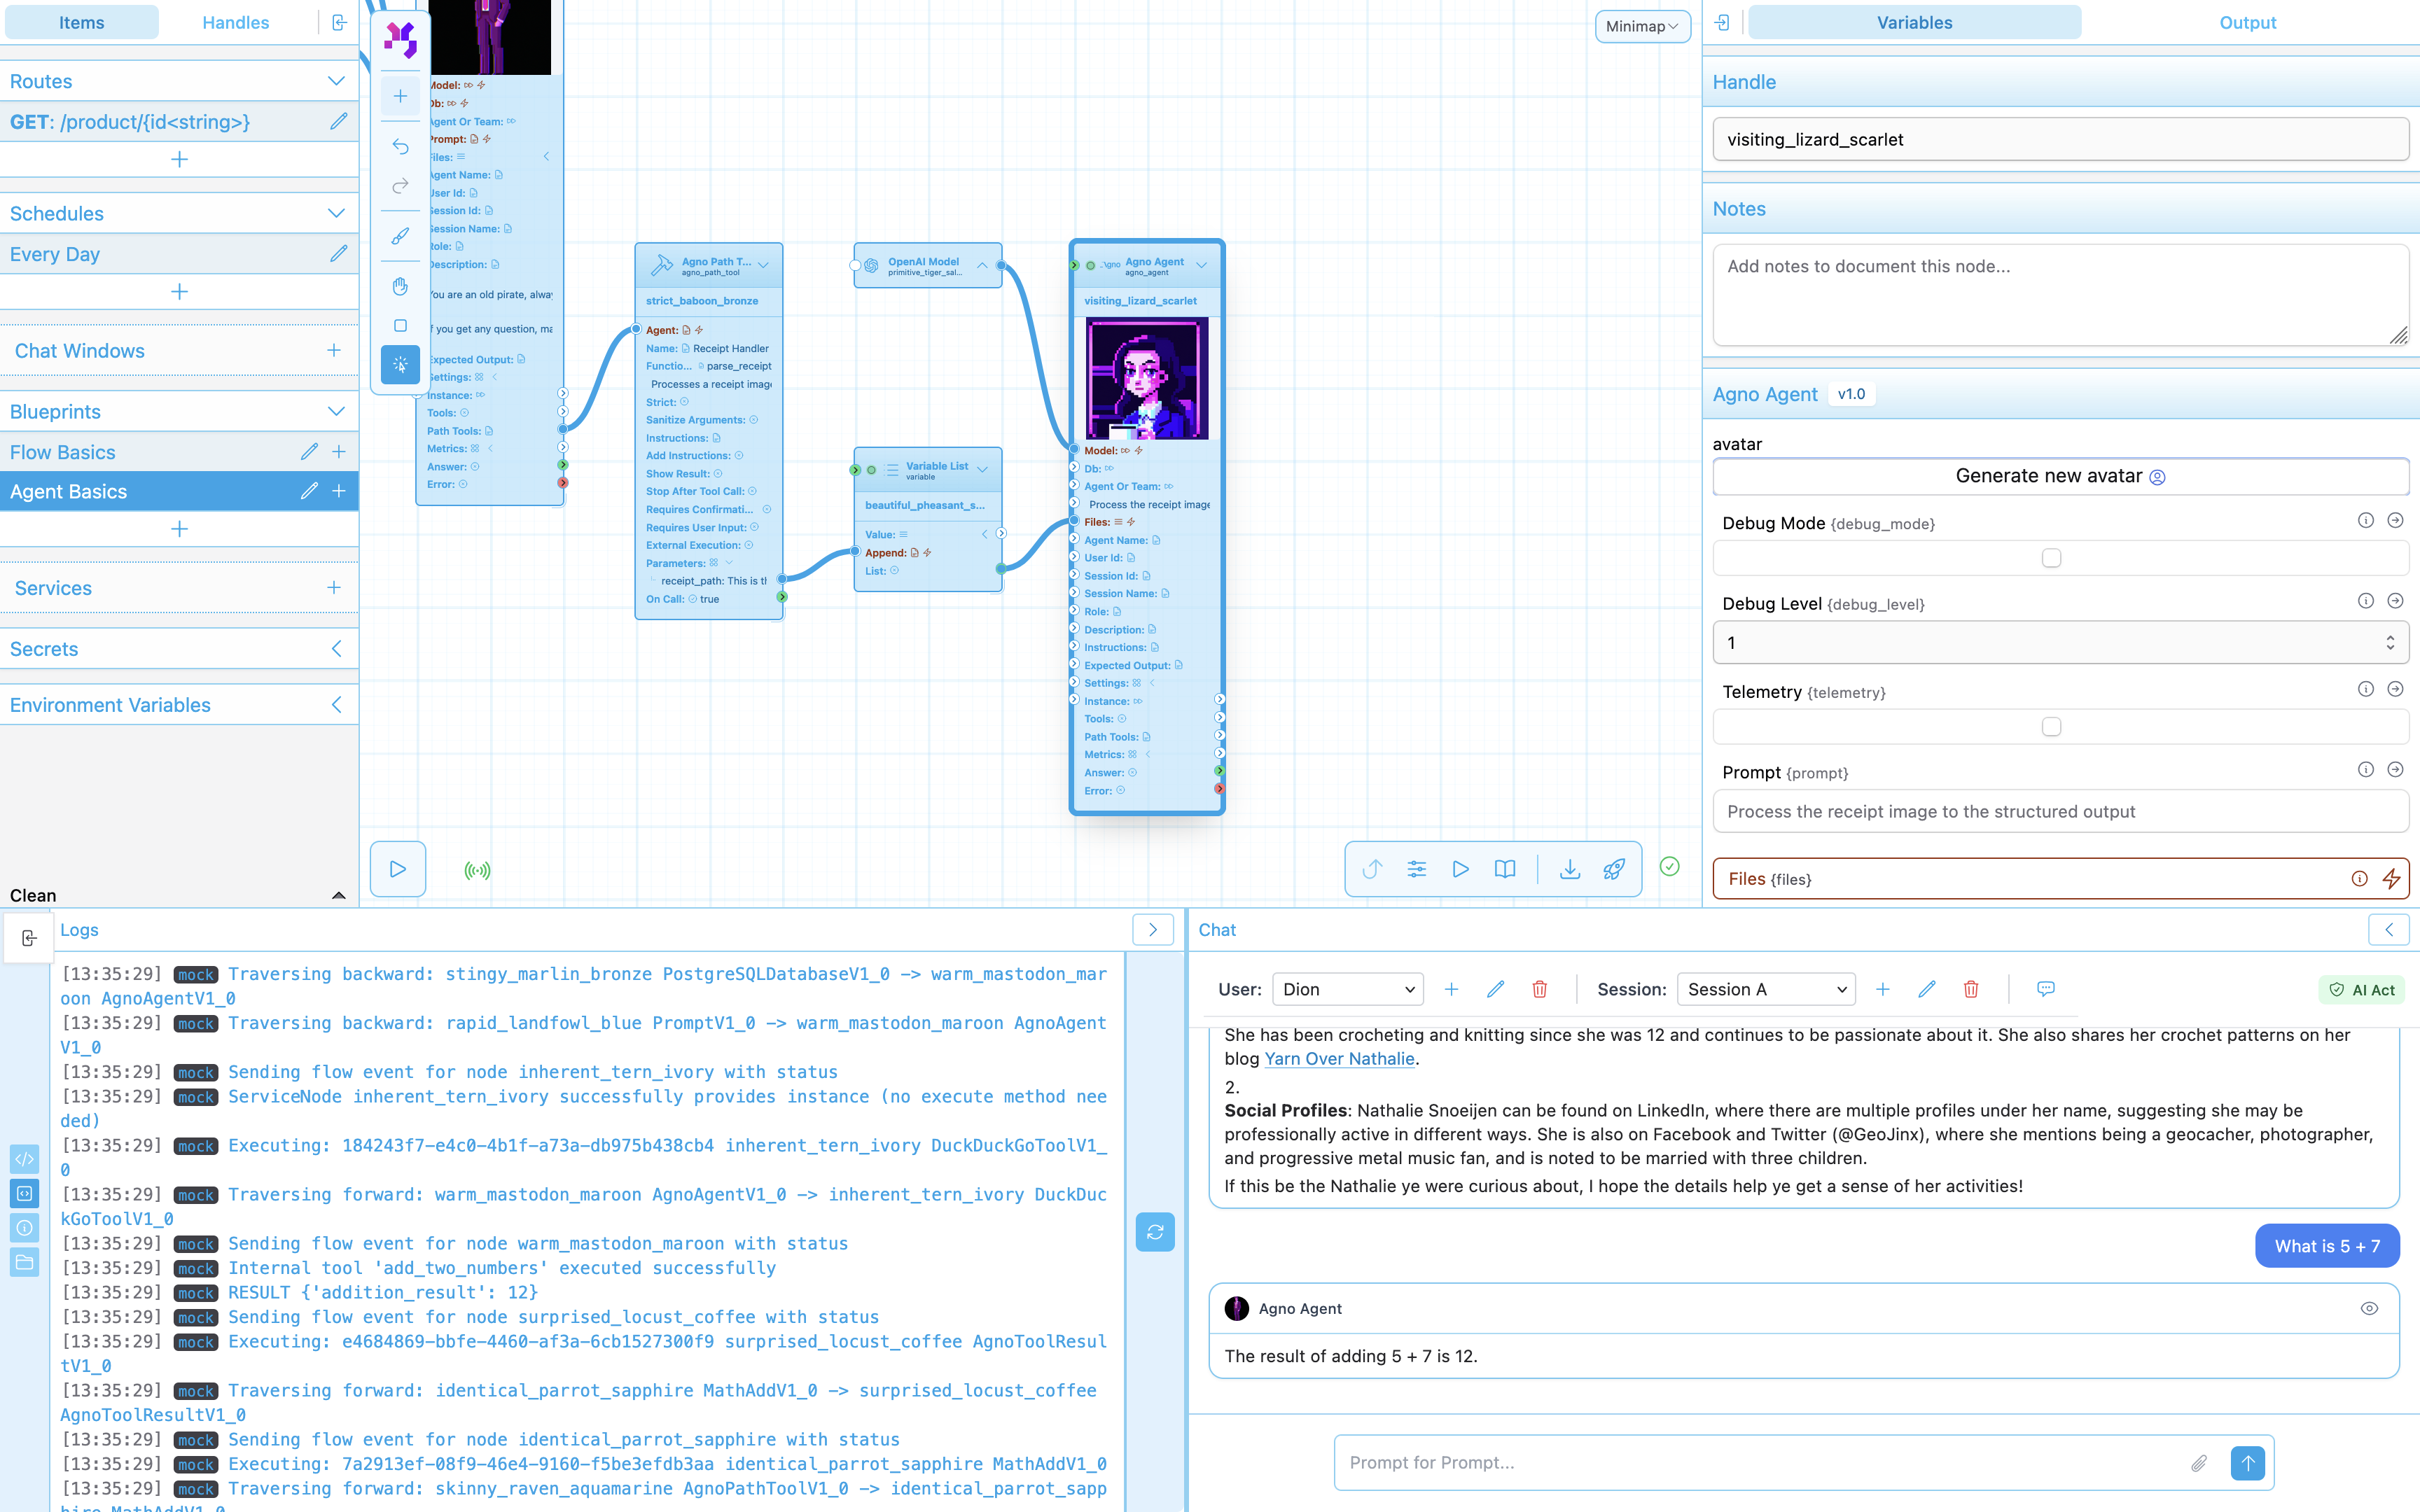 Items
Handles
Routes
GET: /product/{id<string>}
Schedules
Every Day
Chat Windows
Blueprints
Flow Basics
Agent Basics
Services
Secrets
Environment Variables
Clean
Model:
Db:
Agent Or Team:
Prompt:
Files:
Agent Name:
User Id:
Session Id:
Session Name:
Role:
Description:
You are an old pirate, alway
f you get any question, ma
Expected Output:
Settings:
Instance:
Tools:
Path Tools:
Metrics:
Answer:
Error:
Agno Path T...
agno_path_tool
strict_baboon_bronze
Agent:
Name: Receipt Handler
Functio... parse_receipt
Processes a receipt image
Strict:
Sanitize Arguments:
Instructions:
Add Instructions:
Show Result:
Stop After Tool Call:
Requires Confirmati...
Requires User Input:
External Execution:
Parameters:
receipt_path: This is th
On Call: true
OpenAI Model
primitive_tiger_sal...
Variable List
variable
beautiful_pheasant_s...
Value:
Append:
List:
Agno Agent
agno_agent
visiting_lizard_scarlet
Model:
Db:
Agent Or Team:
Process the receipt image
Files:
Agent Name:
User Id:
Session Id:
Session Name:
Role:
Description:
Instructions:
Expected Output:
Settings:
Instance:
Tools:
Path Tools:
Metrics:
Answer:
Error:
Minimap
Variables
Output
Handle
visiting_lizard_scarlet
Notes
Add notes to document this node...
Agno Agent v1.0
avatar
Generate new avatar
Debug Mode {debug_mode}
Debug Level {debug_level}
1
Telemetry {telemetry}
Prompt {prompt}
Process the receipt image to the structured output
Files {files}
Logs
[13:35:29] mock Traversing backward: stingy_marlin_bronze PostgreSQLDatabaseV1_0 -> warm_mastodon_mar
oon AgnoAgentV1_0
[13:35:29] mock Traversing backward: rapid_landfowl_blue PromptV1_0 -> warm_mastodon_maroon AgnoAgent
V1_0
[13:35:29] mock Sending flow event for node inherent_tern_ivory with status
[13:35:29] mock ServiceNode inherent_tern_ivory successfully provides instance (no execute method nee
ded)
[13:35:29] mock Executing: 184243f7-e4c0-4b1f-a73a-db975b438cb4 inherent_tern_ivory DuckDuckGoToolV1_
0
[13:35:29] mock Traversing forward: warm_mastodon_maroon AgnoAgentV1_0 -> inherent_tern_ivory DuckDuc
kGoToolV1_0
[13:35:29] mock Sending flow event for node warm_mastodon_maroon with status
[13:35:29] mock Internal tool 'add_two_numbers' executed successfully
[13:35:29] mock RESULT {'addition_result': 12}
[13:35:29] mock Sending flow event for node surprised_locust_coffee with status
[13:35:29] mock Executing: e4684869-bbfe-4460-af3a-6cb1527300f9 surprised_locust_coffee AgnoToolResul
tV1_0
[13:35:29] mock Traversing forward: identical_parrot_sapphire MathAddV1_0 -> surprised_locust_coffee
AgnoToolResultV1_0
[13:35:29] mock Sending flow event for node identical_parrot_sapphire with status
[13:35:29] mock Executing: 7a2913ef-08f9-46e4-9160-f5be3efdb3aa identical_parrot_sapphire MathAddV1_0
[13:35:29] mock Traversing forward: skinny_raven_aquamarine AgnoPathToolV1_0 -> identical_parrot_sapp
hire MathAddV1_0
Chat
User: Dion
Session: Session A
AI Act
She has been crocheting and knitting since she was 12 and continues to be passionate about it. She also shares her crochet patterns on her
blog Yarn Over Nathalie.
2.
Social Profiles: Nathalie Snoeijen can be found on LinkedIn, where there are multiple profiles under her name, suggesting she may be
professionally active in different ways. She is also on Facebook and Twitter (@GeoJinx), where she mentions being a geocacher, photographer,
and progressive metal music fan, and is noted to be married with three children.
If this be the Nathalie ye were curious about, I hope the details help ye get a sense of her activities!
What is 5 + 7
Agno Agent
The result of adding 5 + 7 is 12.
Prompt for Prompt...